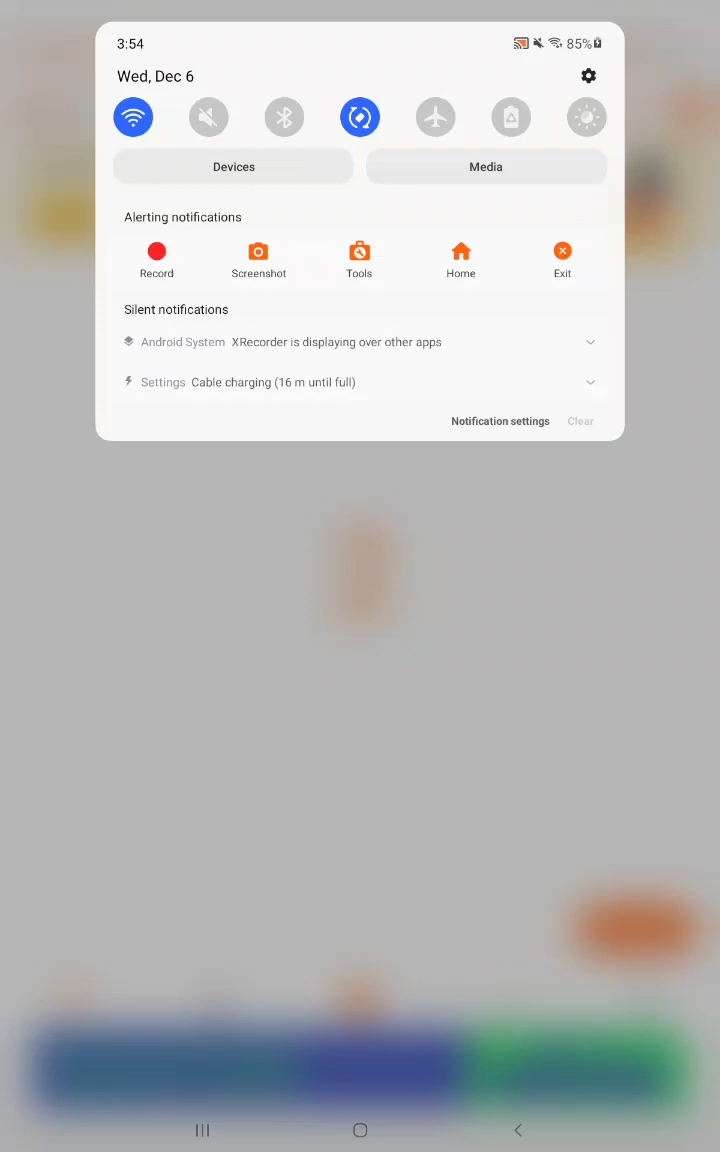 3:54 85%
Wed, Dec 6
Devices Media
Alerting notifications
Record Screenshot Tools Home Exit
Silent notifications
Android System XRecorder is displaying over other apps
Settings Cable charging (16 m until full)
Notification settings Clear